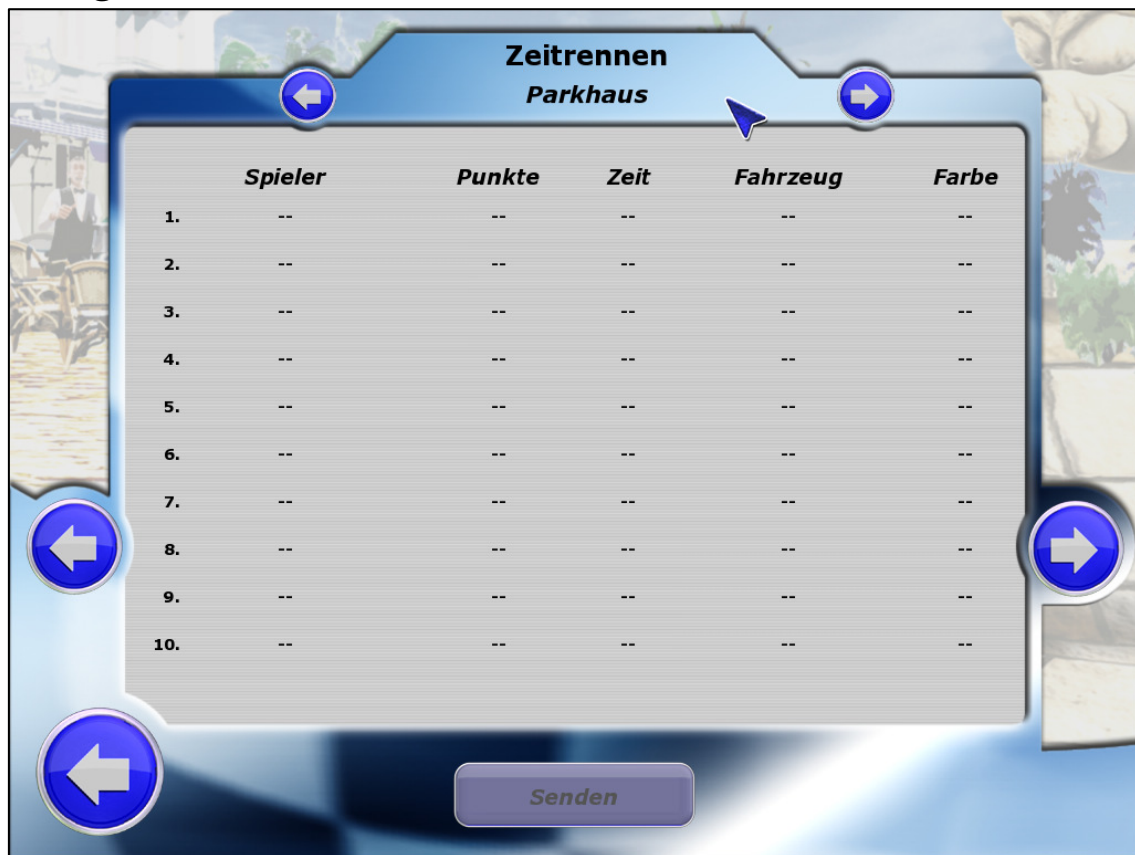 Zeitrennen
Parkhaus
Spieler Punkte Zeit Fahrzeug Farbe
1. -- -- -- -- --
2. -- -- -- -- --
3. -- -- -- -- --
4. -- -- -- -- --
5. -- -- -- -- --
6. -- -- -- -- --
7. -- -- -- -- --
8. -- -- -- -- --
9. -- -- -- -- --
10. -- -- -- -- --
Senden